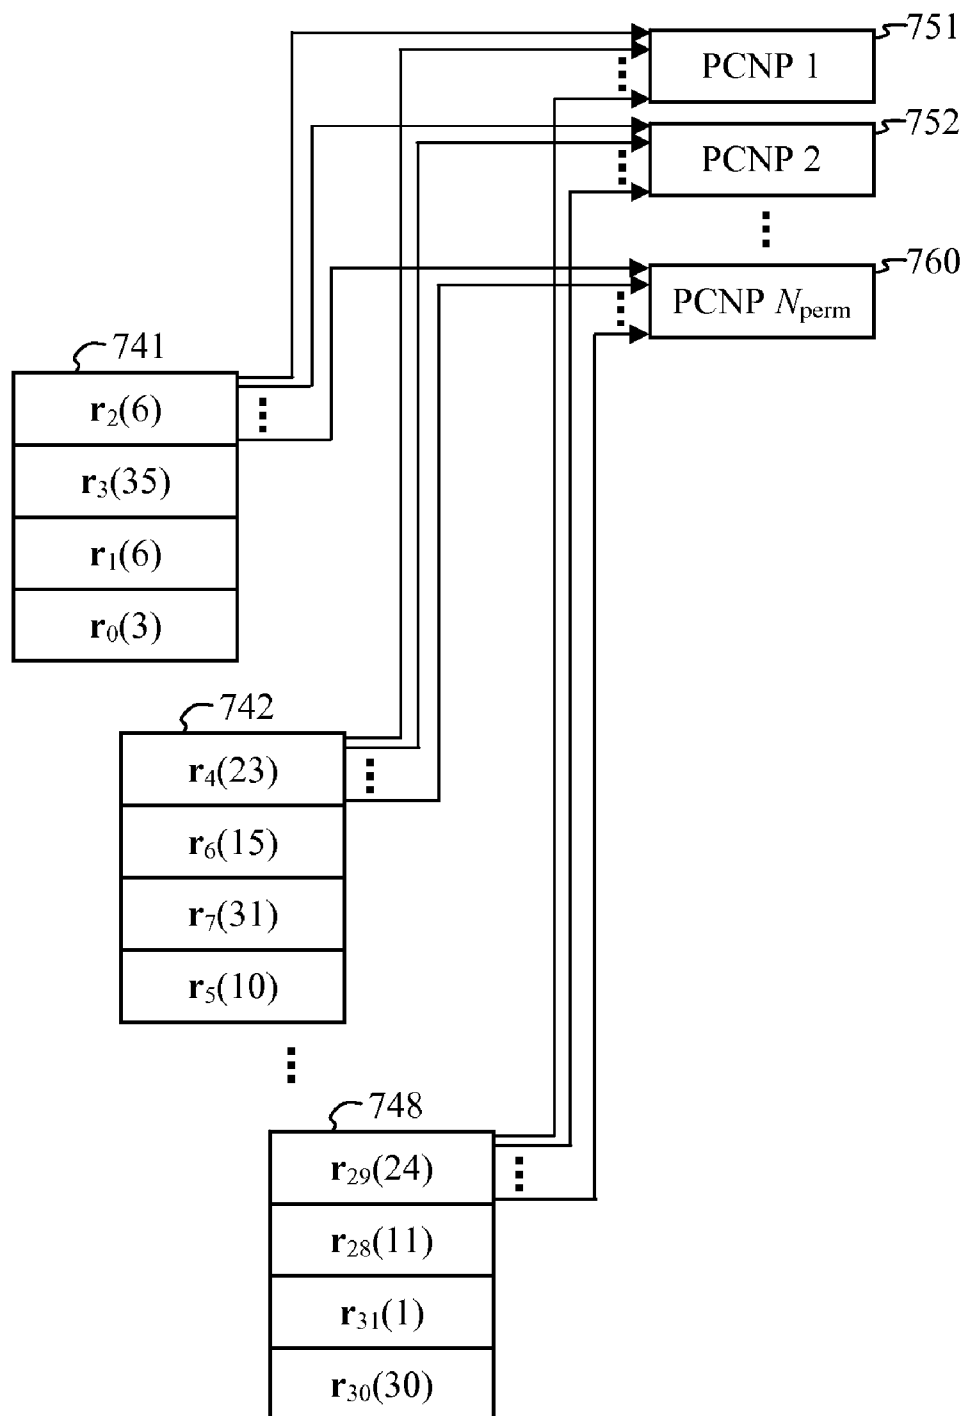 751
PCNP 1
752
PCNP 2
760
PCNP Nperm
741
r2(6)
r3(35)
r1(6)
r0(3)
742
r4(23)
r6(15)
r7(31)
r5(10)
748
r29(24)
r28(11)
r31(1)
r30(30)